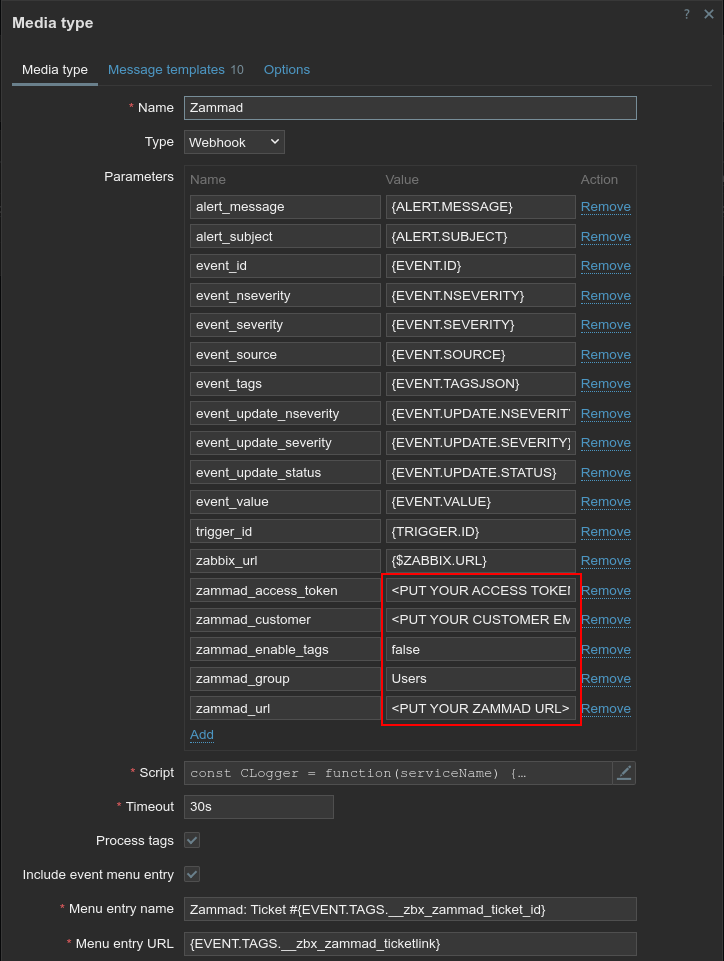 Media type
? ×
Media type Message templates 10 Options
* Name Zammad
Type Webhook
Parameters Name Value Action
alert_message {ALERT.MESSAGE} Remove
alert_subject {ALERT.SUBJECT} Remove
event_id {EVENT.ID} Remove
event_nseverity {EVENT.NSEVERITY} Remove
event_severity {EVENT.SEVERITY} Remove
event_source {EVENT.SOURCE} Remove
event_tags {EVENT.TAGSJSON} Remove
event_update_nseverity {EVENT.UPDATE.NSEVERIT Remove
event_update_severity {EVENT.UPDATE.SEVERITY} Remove
event_update_status {EVENT.UPDATE.STATUS} Remove
event_value {EVENT.VALUE} Remove
trigger_id {TRIGGER.ID} Remove
zabbix_url {$ZABBIX.URL} Remove
zammad_access_token <PUT YOUR ACCESS TOKEN Remove
zammad_customer <PUT YOUR CUSTOMER EM Remove
zammad_enable_tags false Remove
zammad_group Users Remove
zammad_url <PUT YOUR ZAMMAD URL> Remove
Add
* Script const CLogger = function(serviceName) {…
* Timeout 30s
Process tags
Include event menu entry
* Menu entry name Zammad: Ticket #{EVENT.TAGS.__zbx_zammad_ticket_id}
* Menu entry URL {EVENT.TAGS.__zbx_zammad_ticketlink}